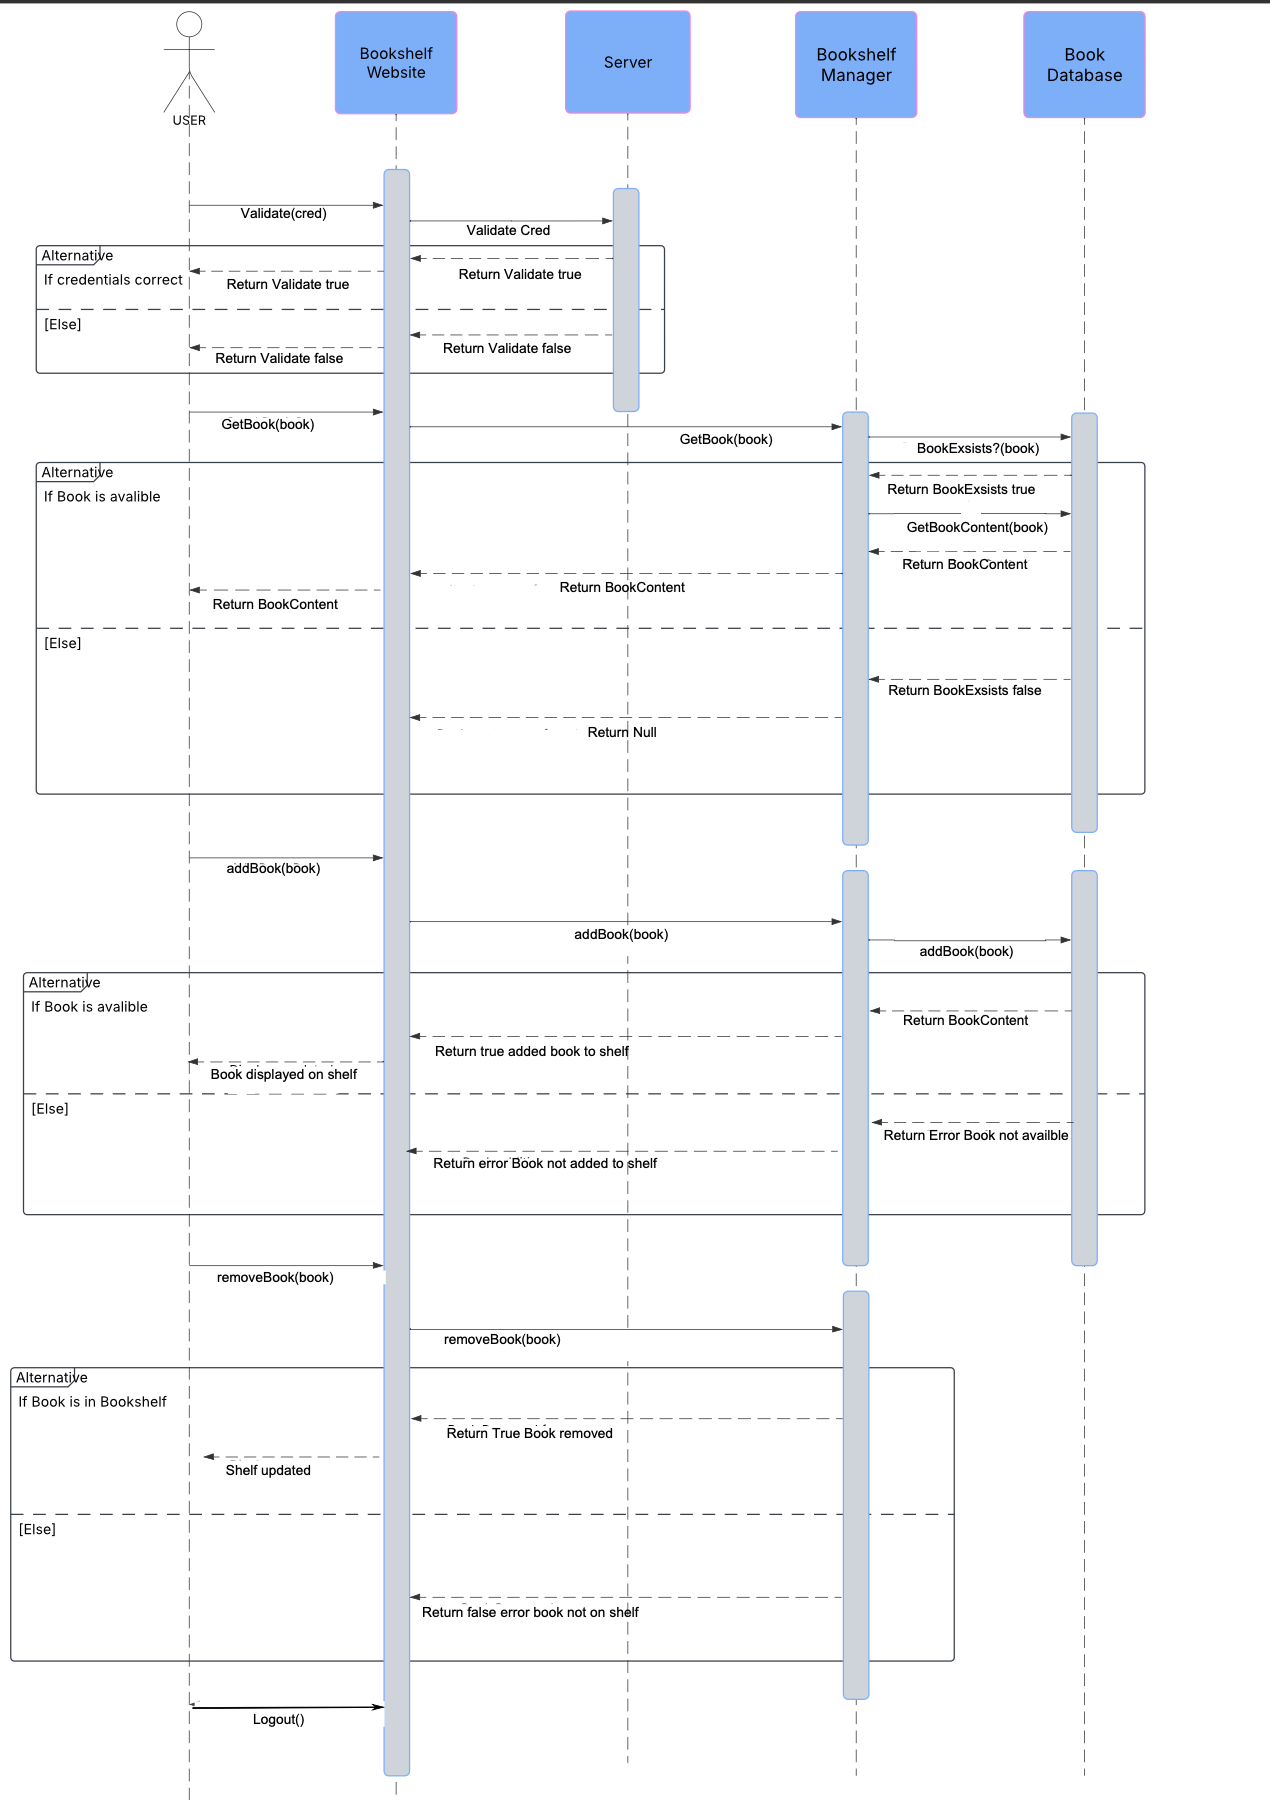 USER
Bookshelf
Website
Server
Bookshelf
Manager
Book
Database
Validate(cred)
Validate Cred
Alternative
If credentials correct
Return Validate true
Return Validate true
[Else]
Return Validate false
Return Validate false
GetBook(book)
GetBook(book)
BookExsists?(book)
Alternative
If Book is avalible
Return BookExsists true
GetBookContent(book)
Return BookContent
Return BookContent
Return BookContent
[Else]
Return BookExsists false
Return Null
addBook(book)
addBook(book)
addBook(book)
Alternative
If Book is avalible
Return BookContent
Return true added book to shelf
Book displayed on shelf
[Else]
Return Error Book not availble
Return error Book not added to shelf
removeBook(book)
removeBook(book)
Alternative
If Book is in Bookshelf
Return True Book removed
Shelf updated
[Else]
Return false error book not on shelf
Logout()